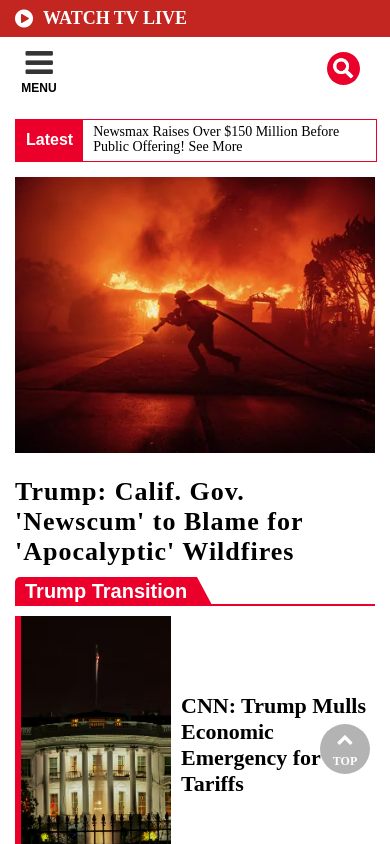 WATCH TV LIVE
MENU
Latest
Newsmax Raises Over $150 Million Before
Public Offering! See More
Trump: Calif. Gov.
'Newscum' to Blame for
'Apocalyptic' Wildfires
Trump Transition
CNN: Trump Mulls
Economic
Emergency for
Tariffs
TOP